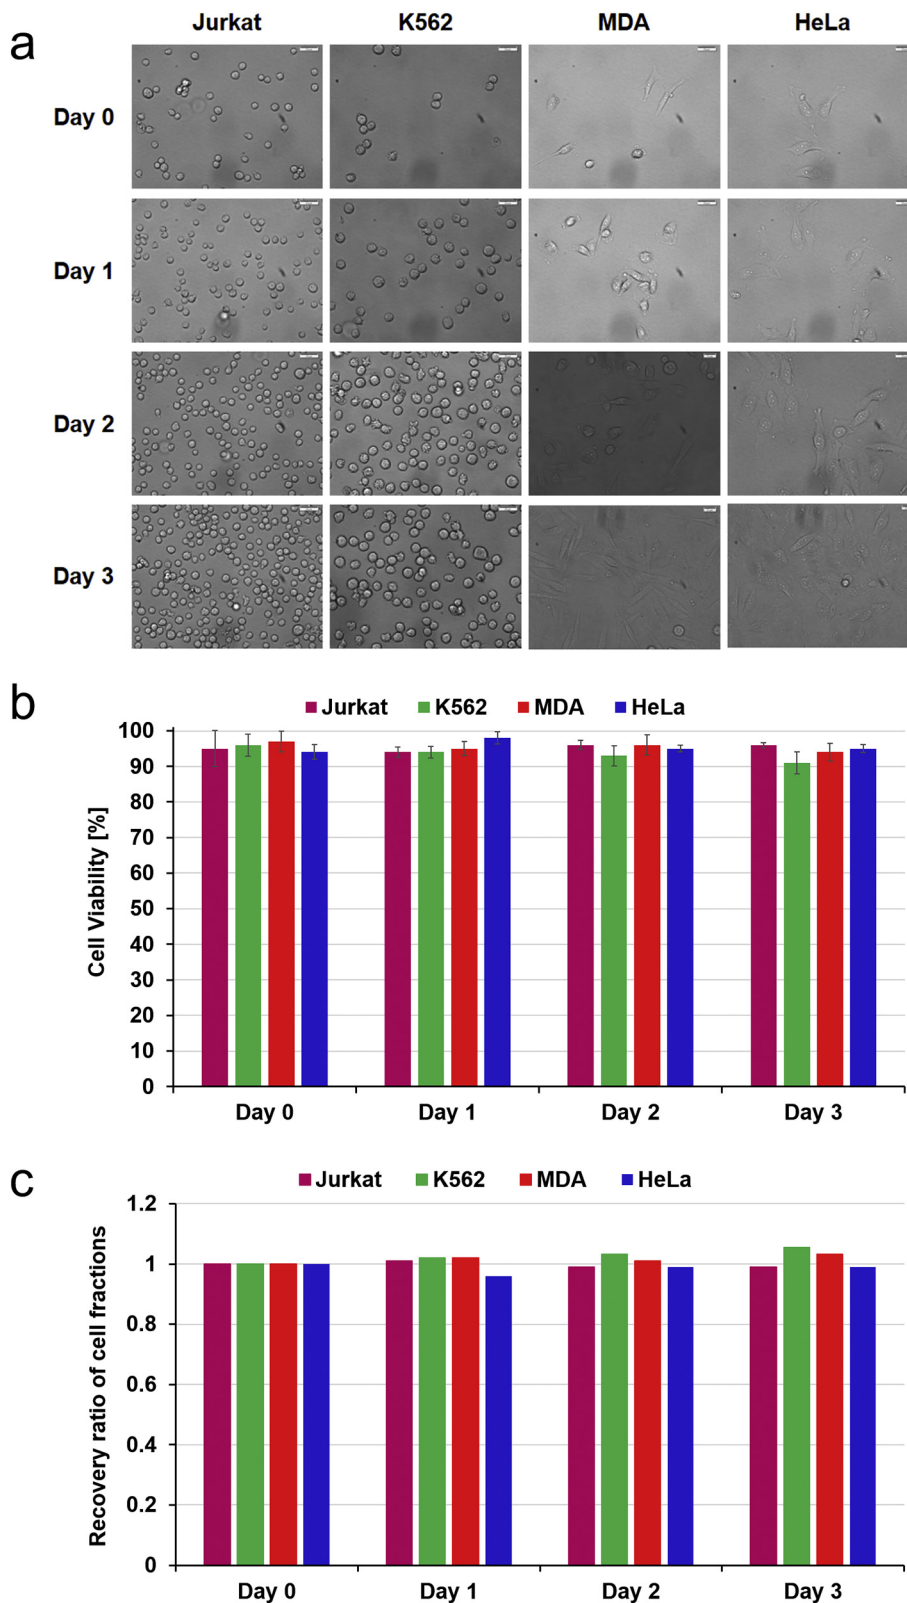 a
Jurkat K562 MDA HeLa
Day 0
Day 1
Day 2
Day 3
b
Jurkat K562 MDA HeLa
Cell Viability [%]
100
90
80
70
60
50
40
30
20
10
0
Day 0 Day 1 Day 2 Day 3
c
Jurkat K562 MDA HeLa
Recovery ratio of cell fractions
1.2
1
0.8
0.6
0.4
0.2
0
Day 0 Day 1 Day 2 Day 3